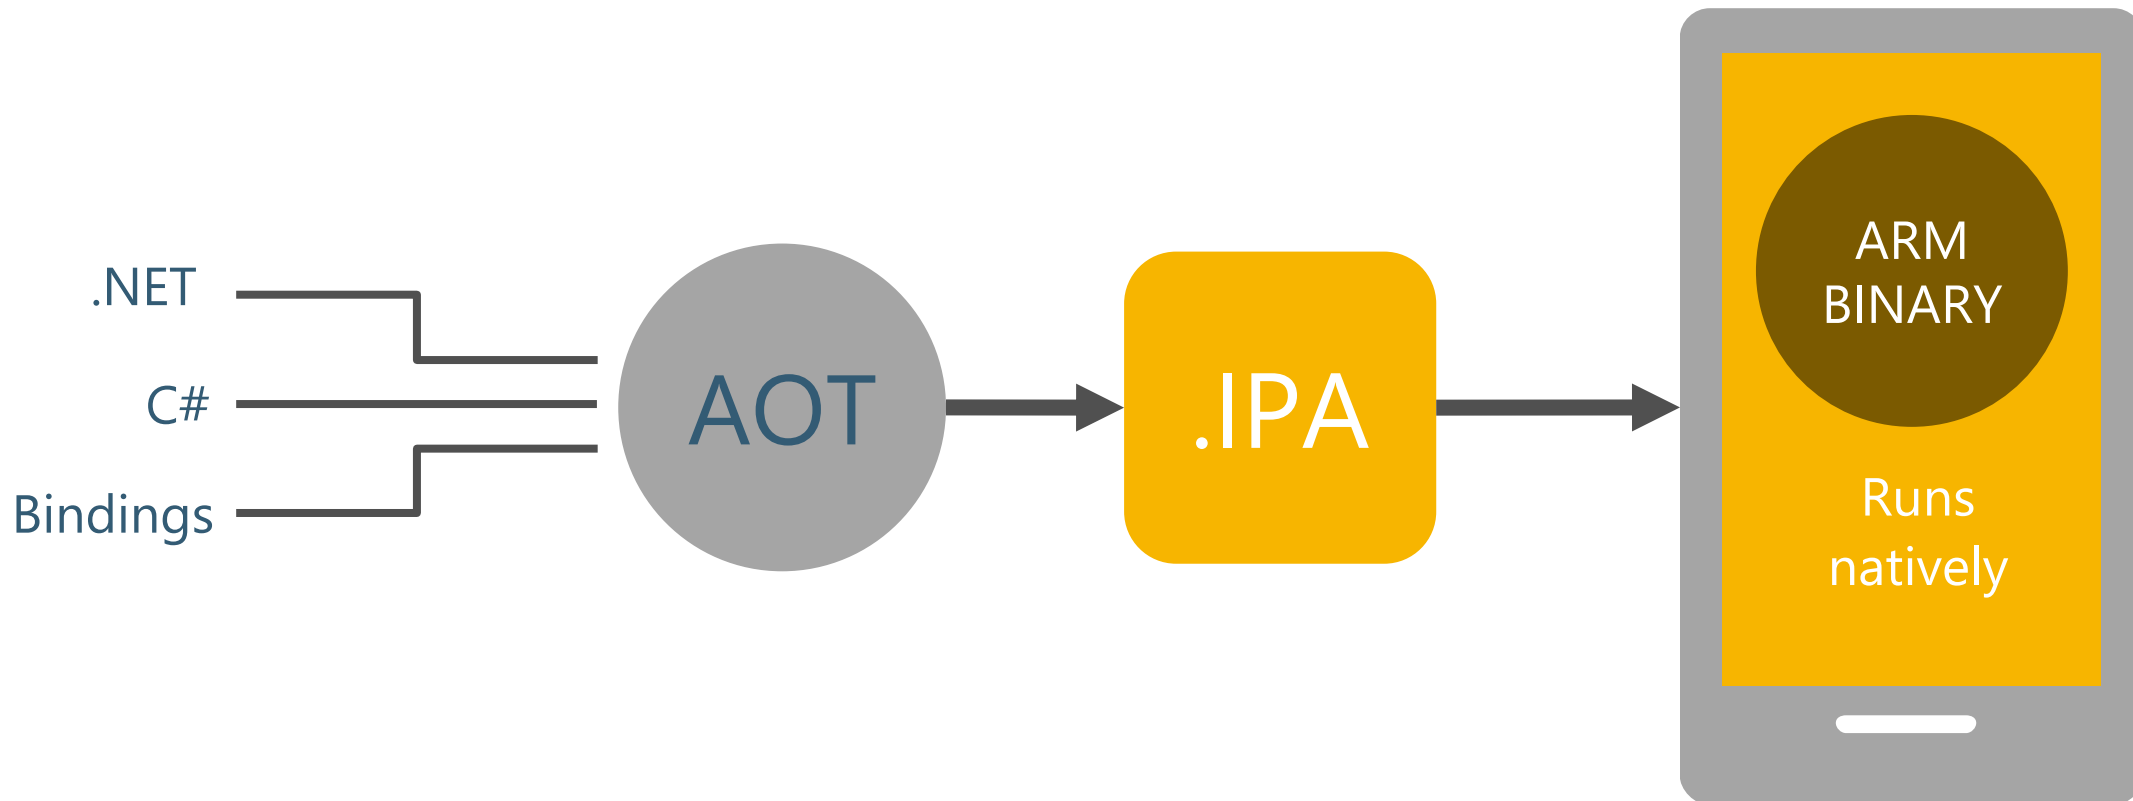 .NET
C#
Bindings
AOT
.IPA
ARM
BINARY
Runs
natively